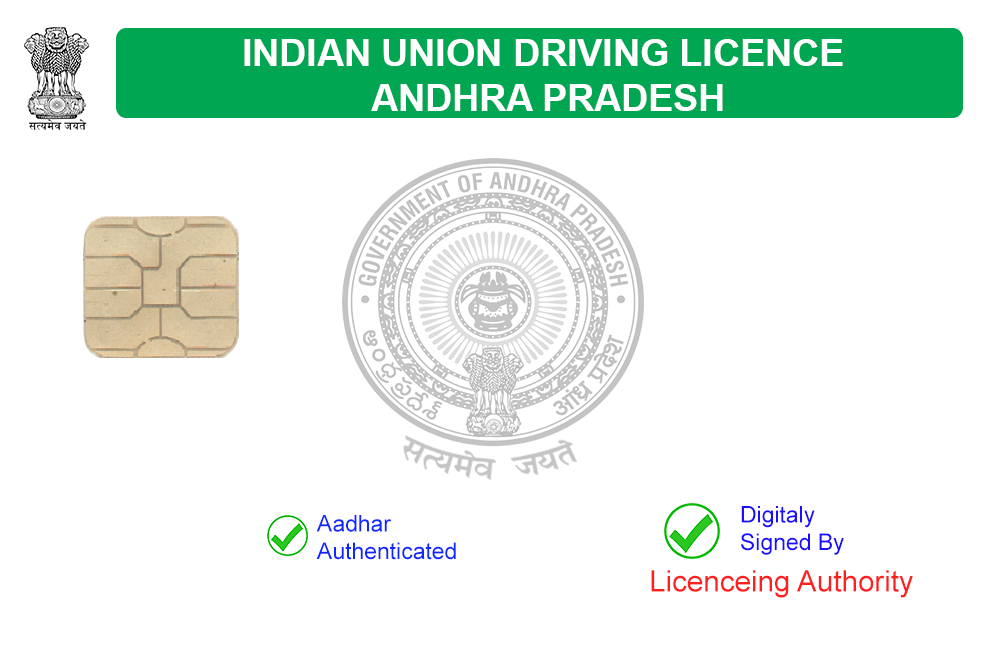 INDIAN UNION DRIVING LICENCE
ANDHRA PRADESH
सत्यमेव जयते
GOVERNMENT OF ANDHRA PRADESH
ఆంధ్రప్రదేశ్
आंध्र प्रदेश
सत्यमेव जयते
Aadhar
Authenticated
Digitaly
Signed By
Licenceing Authority